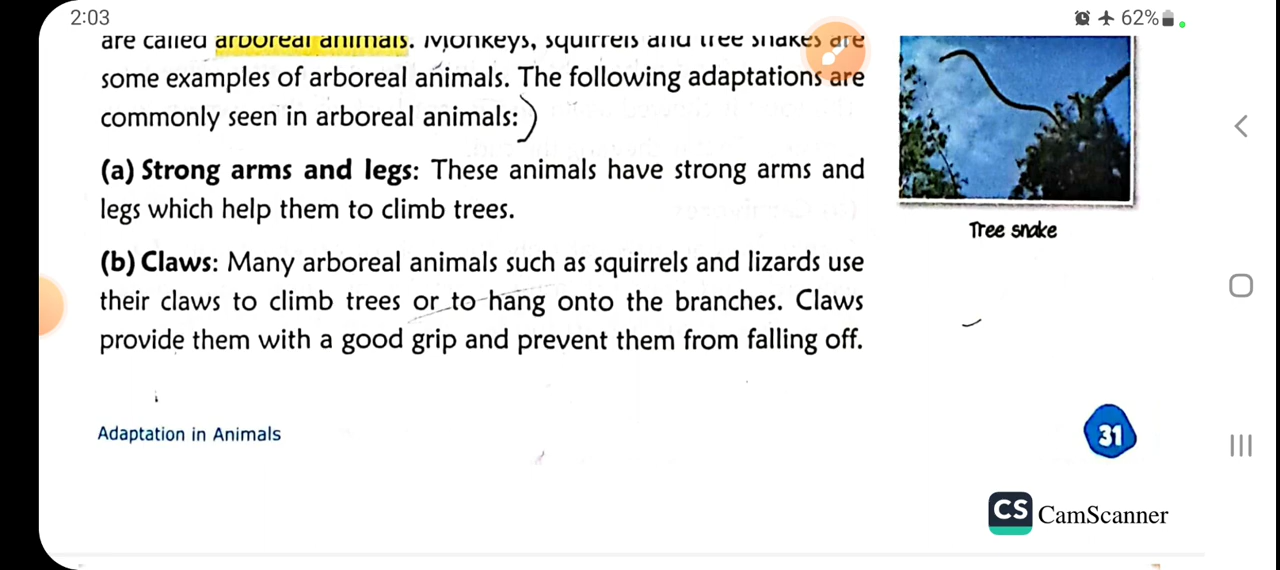 2:03
62%
are called arboreal animals. Monkeys, squirrels and tree snakes are
some examples of arboreal animals. The following adaptations are
commonly seen in arboreal animals:)
Tree snake
(a) Strong arms and legs: These animals have strong arms and
legs which help them to climb trees.
(b) Claws: Many arboreal animals such as squirrels and lizards use
their claws to climb trees or to hang onto the branches. Claws
provide them with a good grip and prevent them from falling off.
Adaptation in Animals
31
CS CamScanner